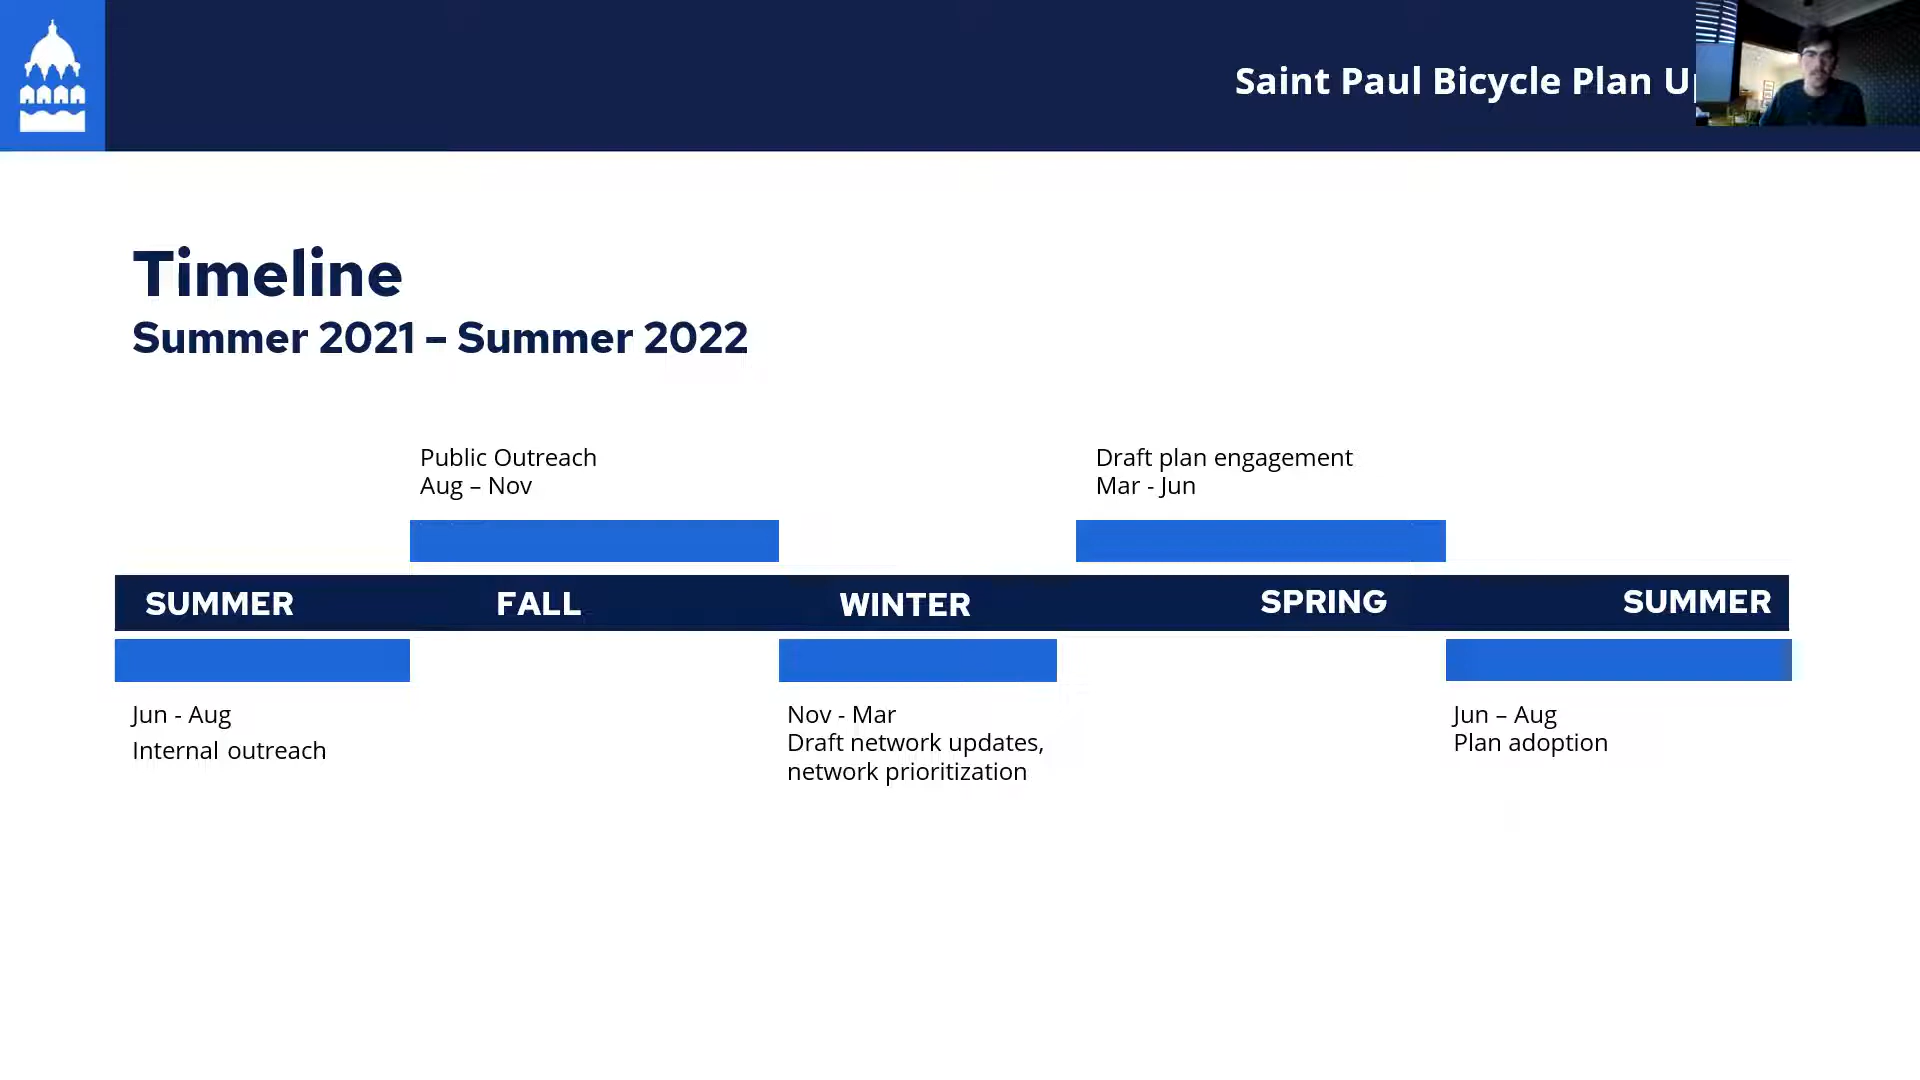 Saint Paul Bicycle Plan
Timeline
Summer 2021 – Summer 2022
Public Outreach
Aug – Nov
Draft plan engagement
Mar - Jun
SUMMER
FALL
WINTER
SPRING
SUMMER
Jun - Aug
Internal outreach
Nov - Mar
Draft network updates,
network prioritization
Jun – Aug
Plan adoption